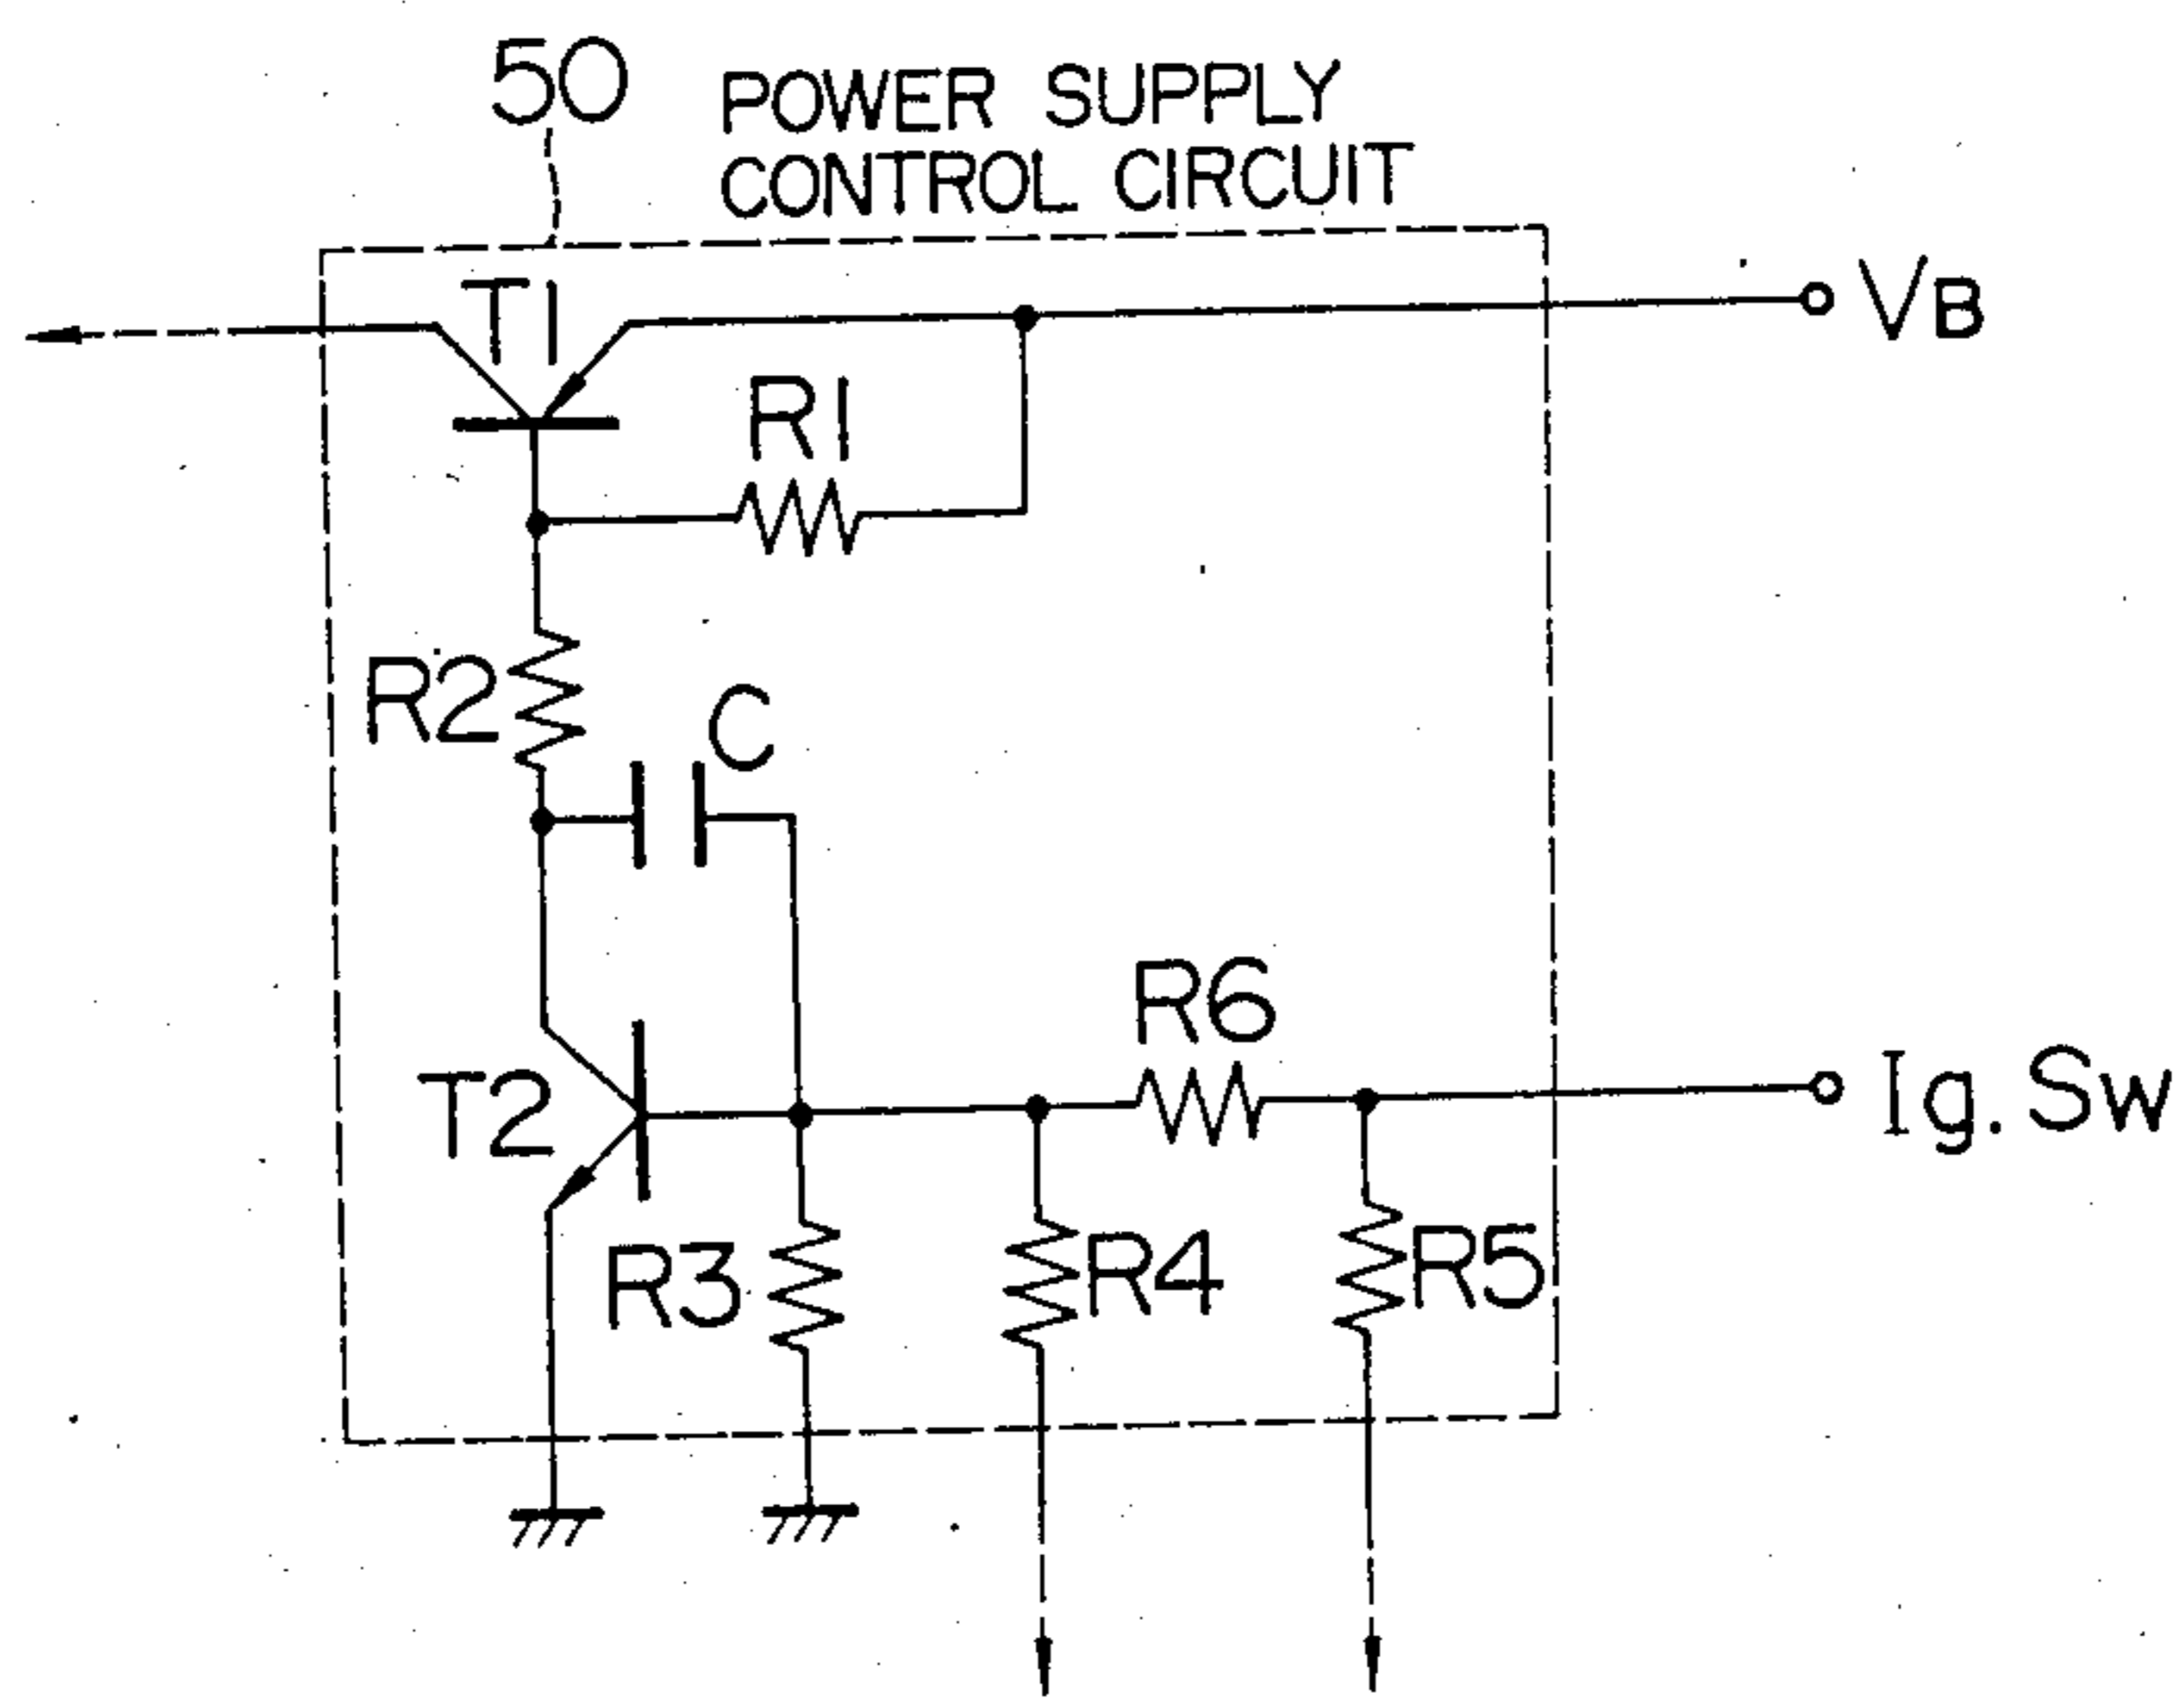 50
POWER SUPPLY
CONTROL CIRCUIT
T1
VB
R1
R2
C
R6
T2
Ig. Sw
R3
R4
R5